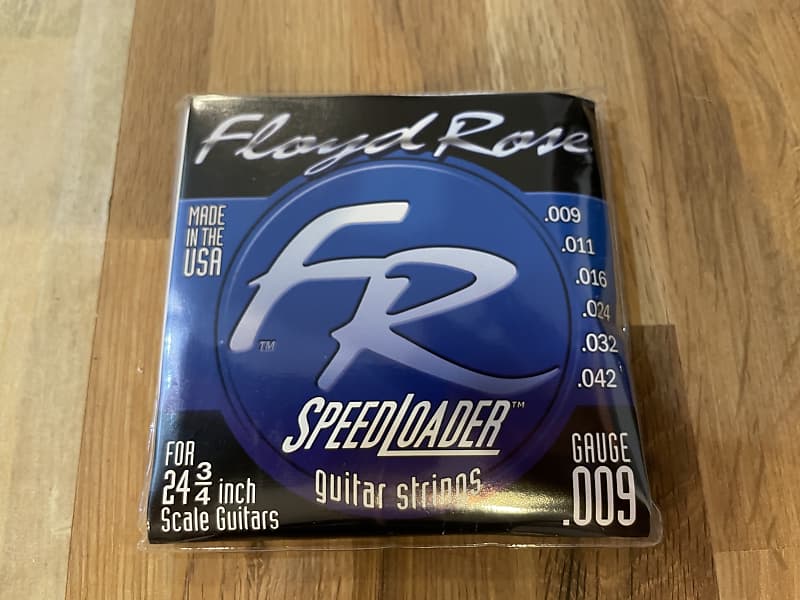 Floyd Rose
MADE
IN THE
USA
FR
TM
.009
.011
.016
.024
.032
.042
SPEEDLOADER™
guitar strings
FOR
24 3/4 inch
Scale Guitars
GAUGE
.009